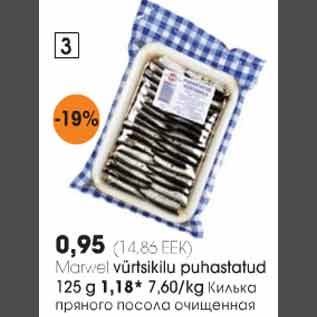 3
-19%
0,95 (14,86 EEK)
Marwel vürtsikilu puhastatud
125 g 1,18* 7,60/kg Килька
пряного посола очищенная